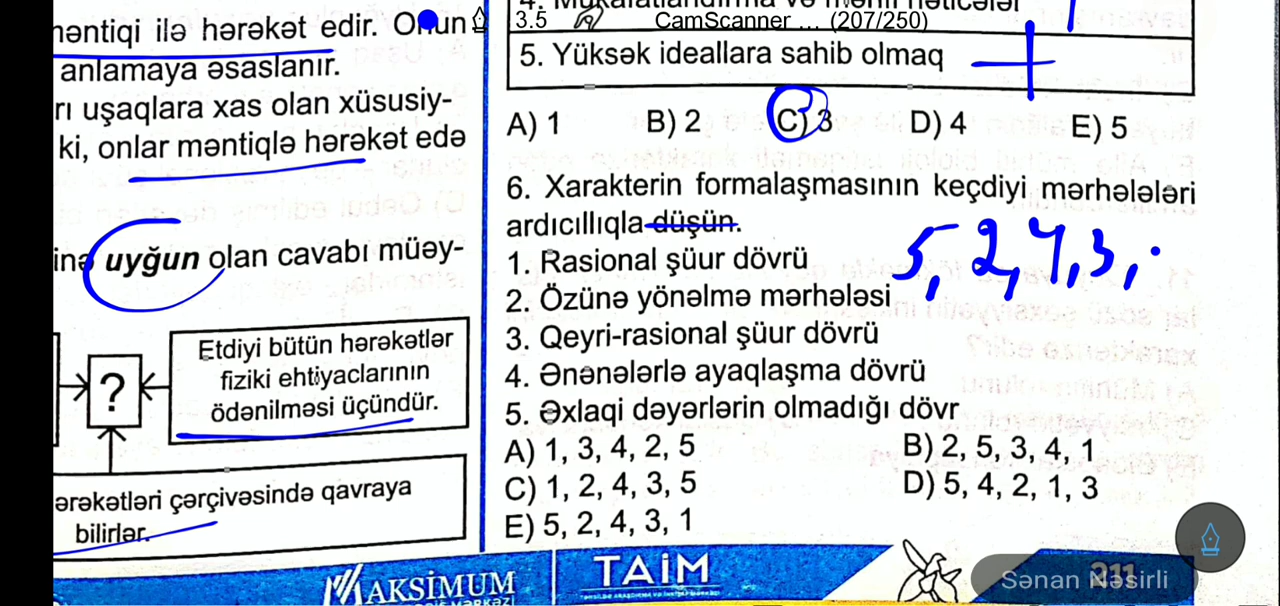 məntiqi ilə hərəkət edir. Onun
anlamaya əsaslanır.
rı uşaqlara xas olan xüsusiy-
ki, onlar məntiqlə hərəkət edə
inə uyğun olan cavabı müəy-
?
Etdiyi bütün hərəkətlər
fiziki ehtiyaclarının
ödənilməsi üçündür.
ərəkətləri çərçivəsində qavraya
bilirlər.
3.5 CamScanner ... (207/250)
5. Yüksək ideallara sahib olmaq
A) 1 B) 2 C) 3 D) 4 E) 5
6. Xarakterin formalaşmasının keçdiyi mərhələləri
ardıcıllıqla düşün.
5, 2, 4, 3,
1. Rasional şüur dövrü
2. Özünə yönəlmə mərhələsi
3. Qeyri-rasional şüur dövrü
4. Ənənələrlə ayaqlaşma dövrü
5. Əxlaqi dəyərlərin olmadığı dövr
A) 1, 3, 4, 2, 5 B) 2, 5, 3, 4, 1
C) 1, 2, 4, 3, 5 D) 5, 4, 2, 1, 3
E) 5, 2, 4, 3, 1
MAKSİMUM
TAİM
211
Sənan Nəsirli